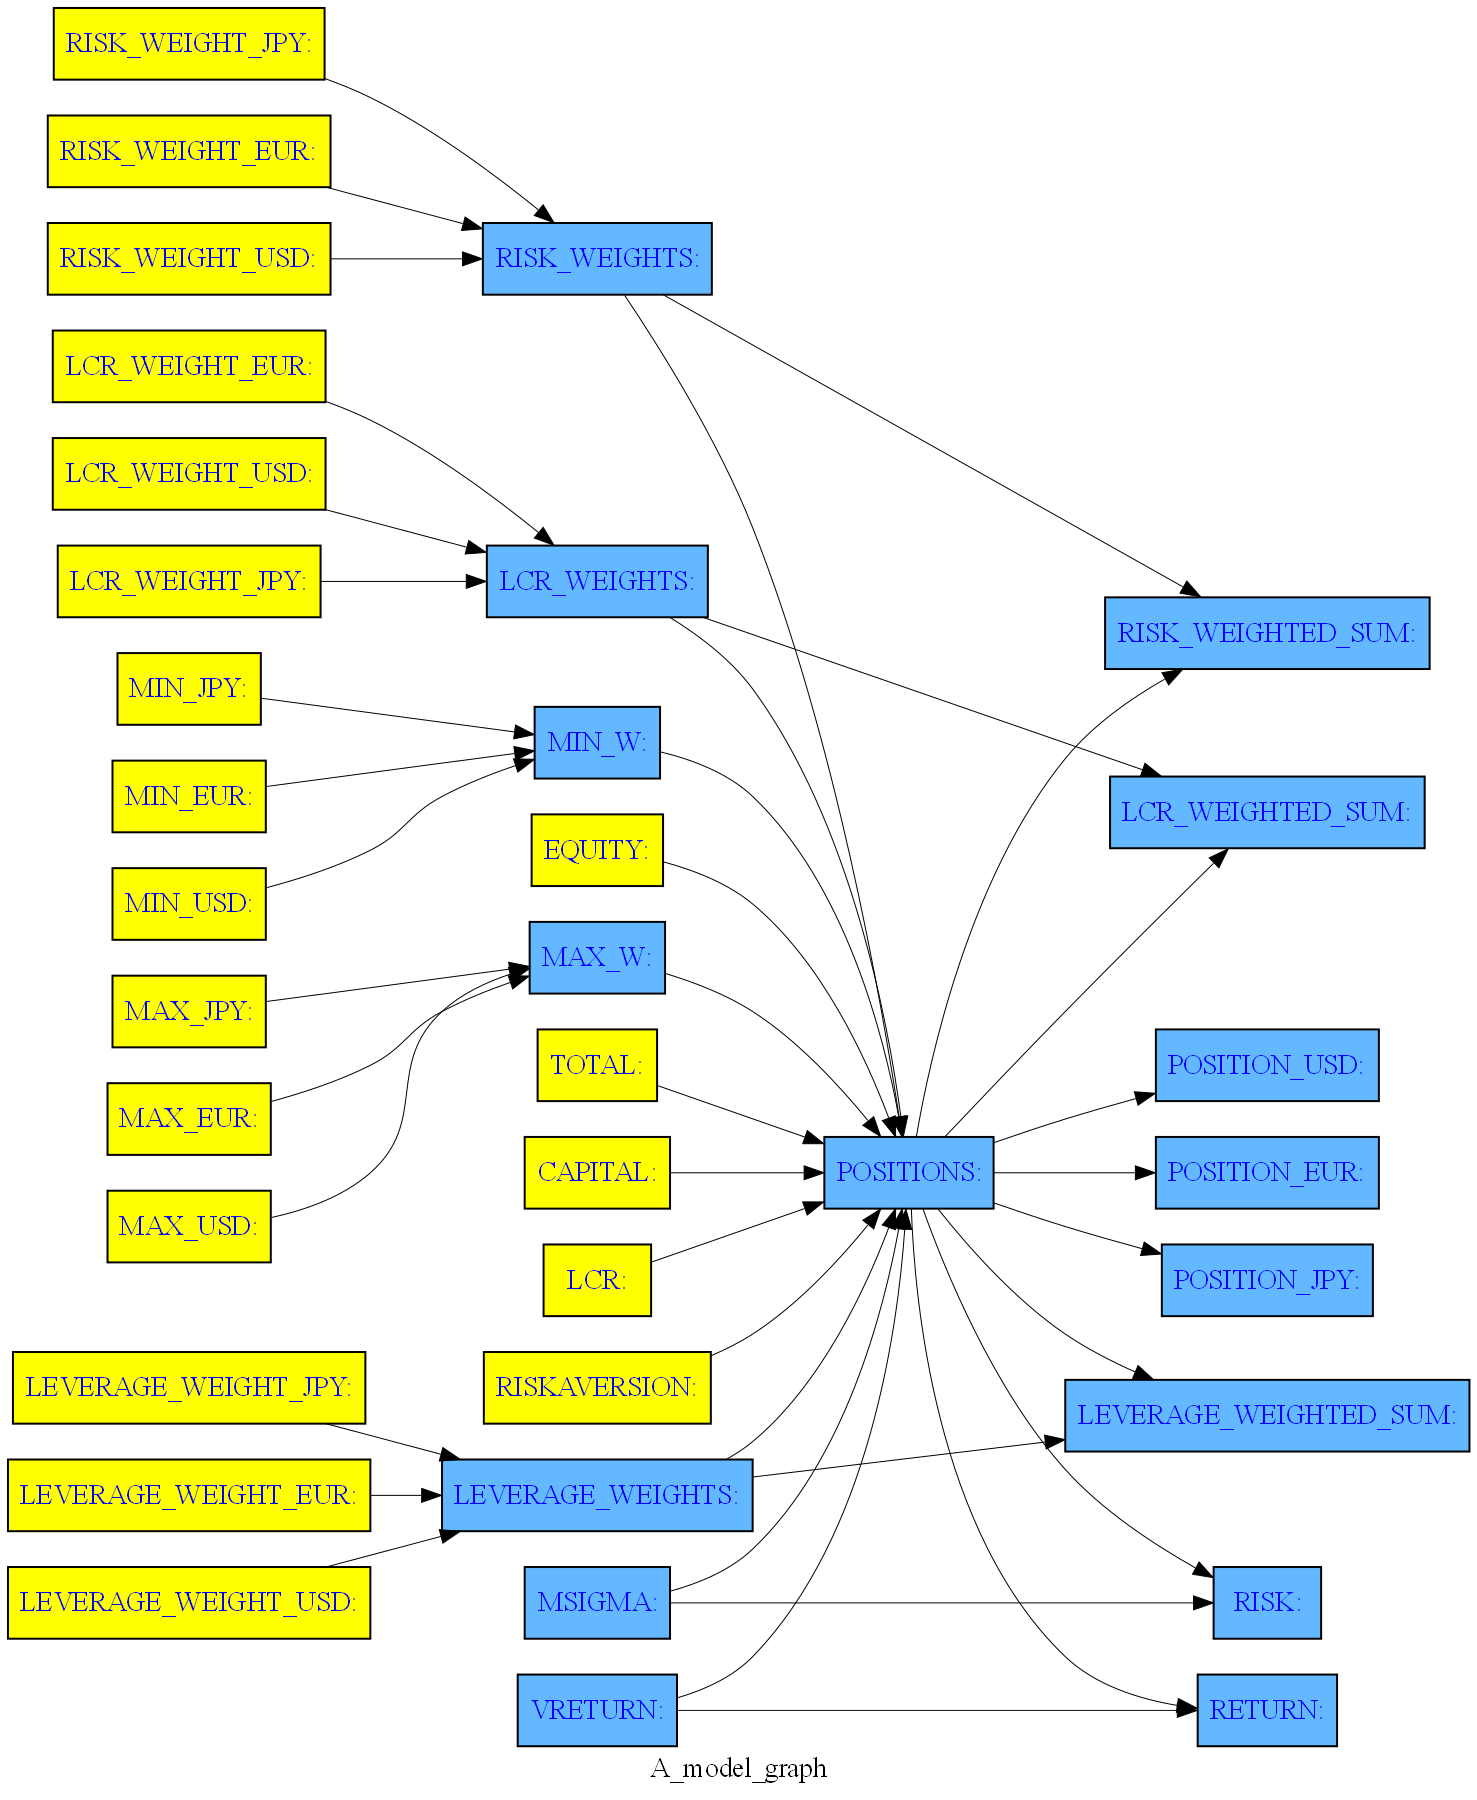 RISK_WEIGHT_JPY:
RISK_WEIGHT_EUR:
RISK_WEIGHT_USD:
RISK_WEIGHTS:
LCR_WEIGHT_EUR:
LCR_WEIGHT_USD:
LCR_WEIGHT_JPY:
LCR_WEIGHTS:
RISK_WEIGHTED_SUM:
MIN_JPY:
MIN_W:
MIN_EUR:
LCR_WEIGHTED_SUM:
EQUITY:
MIN_USD:
MAX_W:
MAX_JPY:
TOTAL:
POSITION_USD:
MAX_EUR:
CAPITAL:
POSITIONS:
POSITION_EUR:
MAX_USD:
LCR:
POSITION_JPY:
LEVERAGE_WEIGHT_JPY:
RISKAVERSION:
LEVERAGE_WEIGHTED_SUM:
LEVERAGE_WEIGHT_EUR:
LEVERAGE_WEIGHTS:
LEVERAGE_WEIGHT_USD:
MSIGMA:
RISK:
VRETURN:
RETURN:
A_model_graph